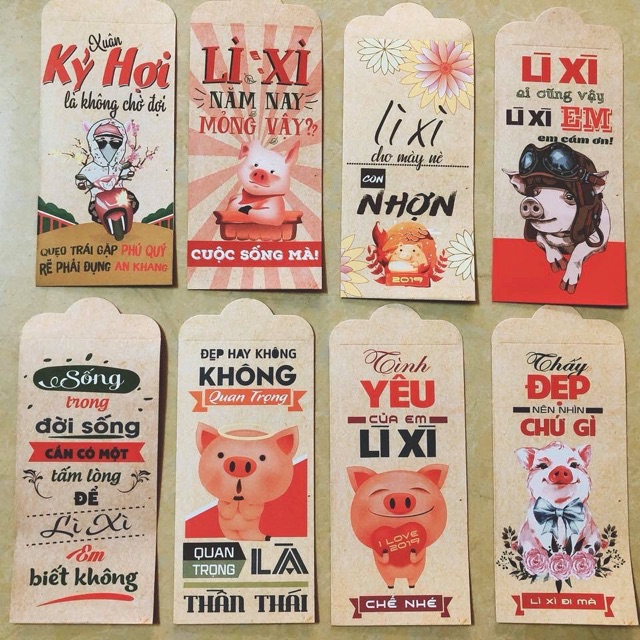 Xuân
Ký Hợi
là không chờ đợi
QUẸO TRÁI GẶP PHÚ QUÝ
RẼ PHẢI ĐỤNG AN KHANG
LÌ XÌ
NĂM NAY
MỎNG VẬY??
CUỘC SỐNG MÀ!
lì xì
cho mày nè
CON
NHỢN
2019
LÌ XÌ
ai cũng vậy
LÌ XÌ EM
em cám ơn!
Sống
trong
đời sống
CẦN CÓ MỘT
tấm lòng
ĐỂ
Lì Xì
Em
biết không
ĐẸP HAY KHÔNG
KHÔNG
Quan Trọng
QUAN
TRỌNG
LÀ
THẦN THÁI
Tình
YÊU
CỦA EM
LÌ XÌ
I LOVE
2019
CHẾ NHÉ
Thấy
ĐẸP
NÊN NHÌN
CHÚ GÌ
LÌ XÌ ĐI MÀ